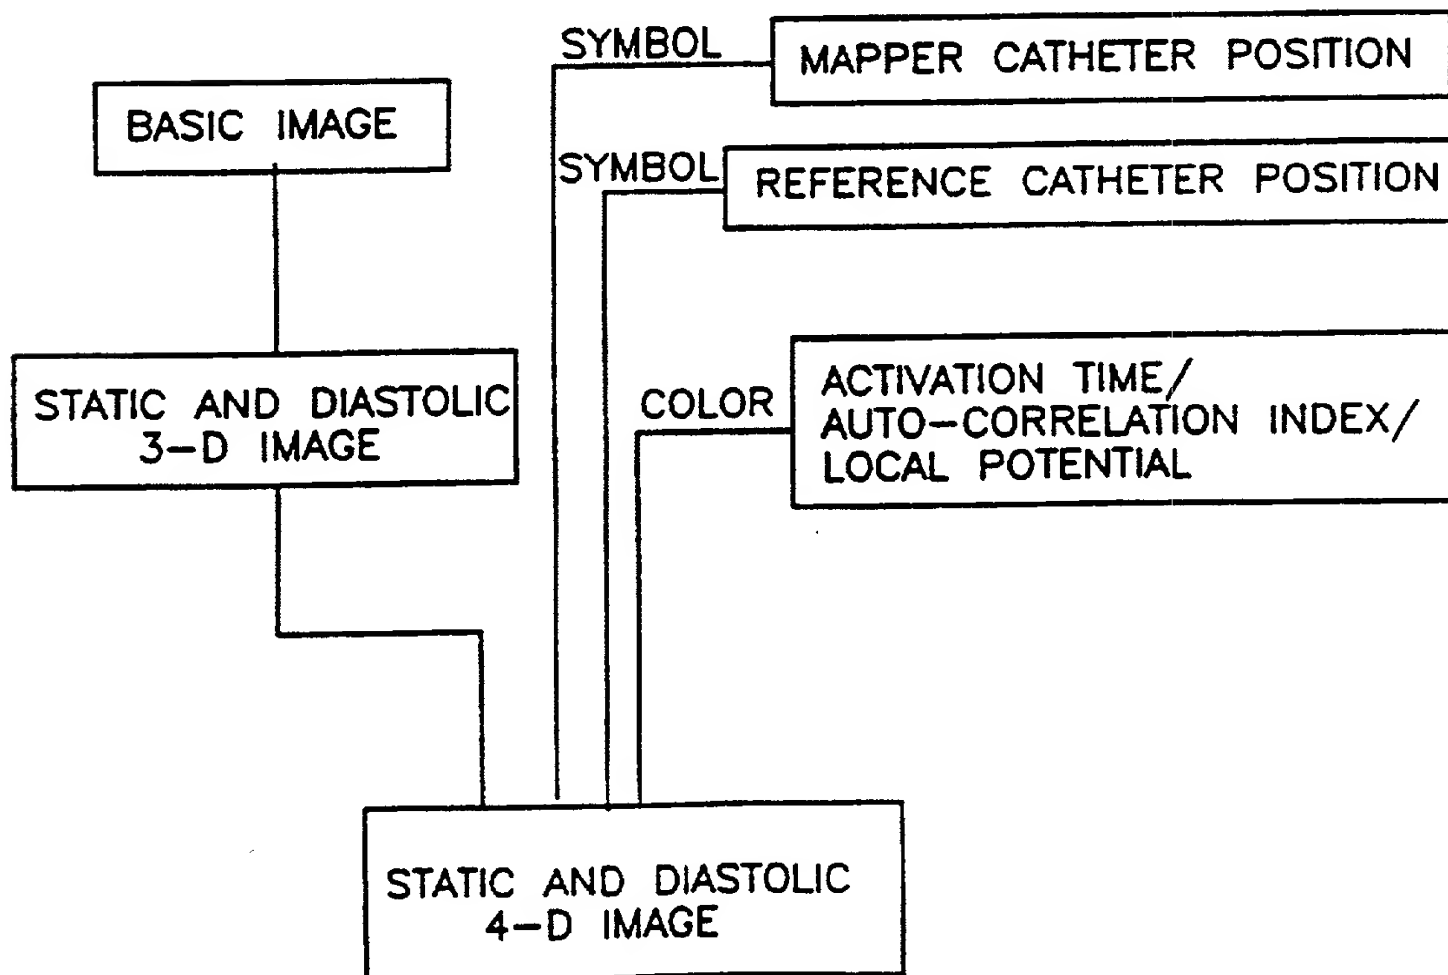 SYMBOL
MAPPER CATHETER POSITION
BASIC IMAGE
SYMBOL
REFERENCE CATHETER POSITION
STATIC AND DIASTOLIC
3-D IMAGE
COLOR
ACTIVATION TIME/
AUTO-CORRELATION INDEX/
LOCAL POTENTIAL
STATIC AND DIASTOLIC
4-D IMAGE